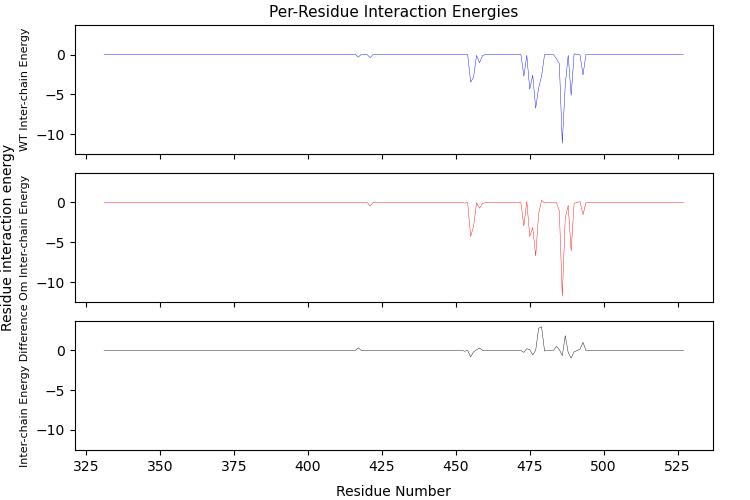 Per-Residue Interaction Energies
WT Inter-chain Energy
0
−5
−10
Residue interaction energy
Om Inter-chain Energy
0
−5
−10
Inter-chain Energy Difference
0
−5
−10
325 350 375 400 425 450 475 500 525
Residue Number